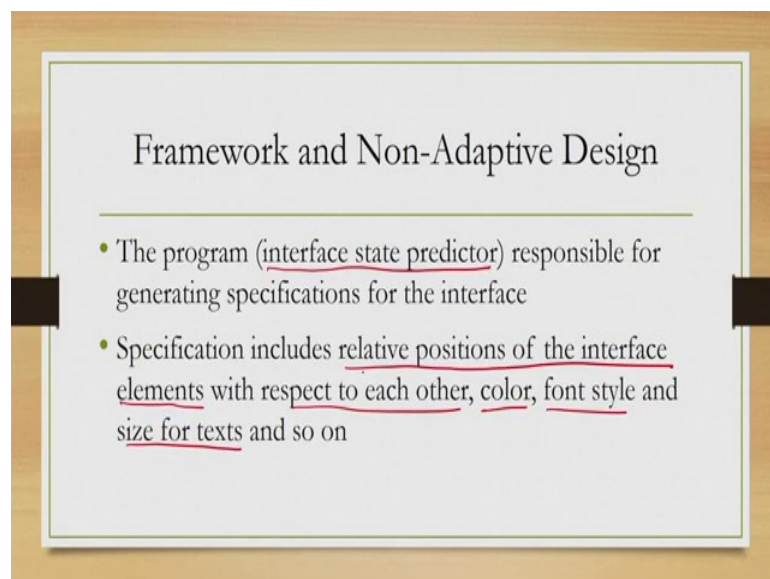 Framework and Non-Adaptive Design
• The program (interface state predictor) responsible for
generating specifications for the interface
• Specification includes relative positions of the interface
elements with respect to each other, color, font style and
size for texts and so on